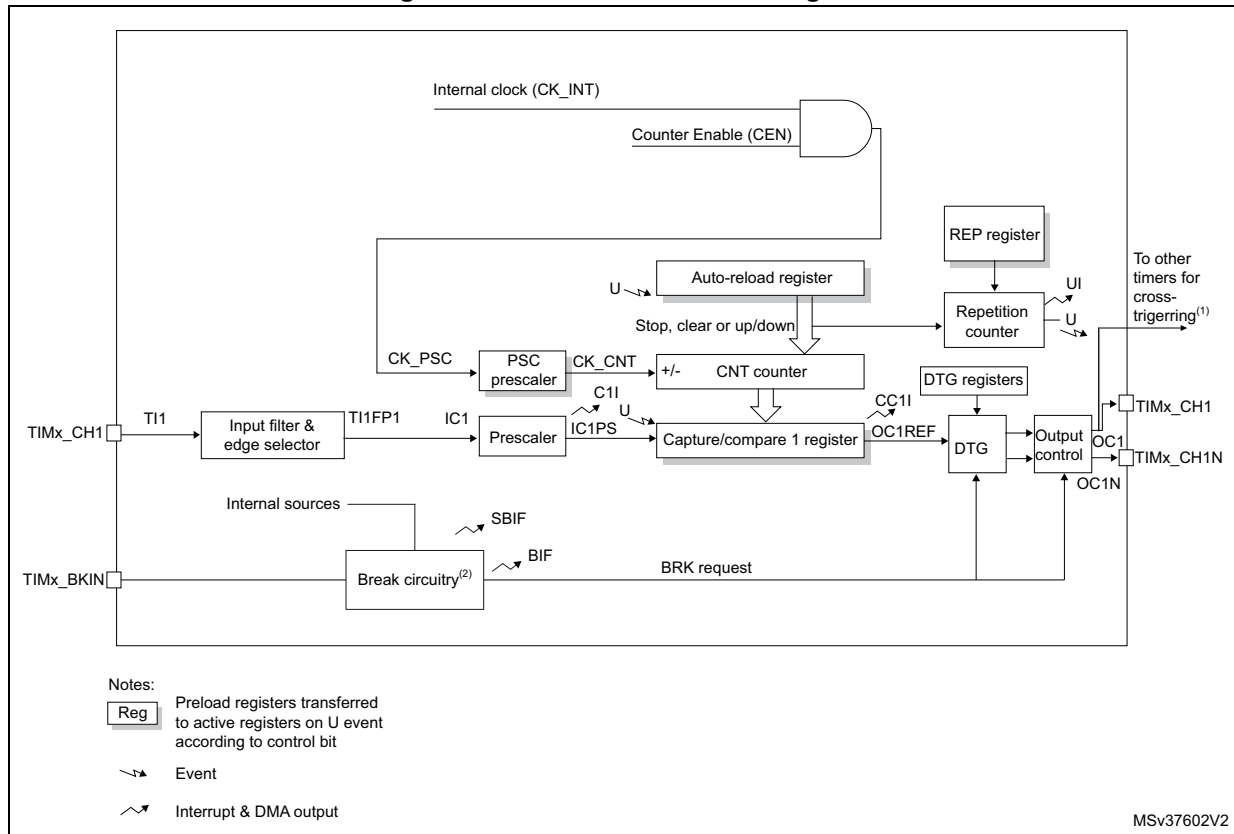 Internal clock (CK_INT)
Counter Enable (CEN)
REP register
To other
timers for
cross-
trigerring(1)
Auto-reload register
U
UI
Repetition
counter
U
Stop, clear or up/down
CK_PSC
PSC
prescaler
CK_CNT
+/-
CNT counter
DTG registers
TIMx_CH1
TI1
Input filter &
edge selector
TI1FP1
IC1
Prescaler
C1I
IC1PS
U
Capture/compare 1 register
CC1I
OC1REF
DTG
Output
control
OC1
TIMx_CH1
TIMx_CH1N
OC1N
Internal sources
SBIF
BIF
TIMx_BKIN
Break circuitry(2)
BRK request
Notes:
Reg
Preload registers transferred
to active registers on U event
according to control bit
Event
Interrupt & DMA output
MSv37602V2